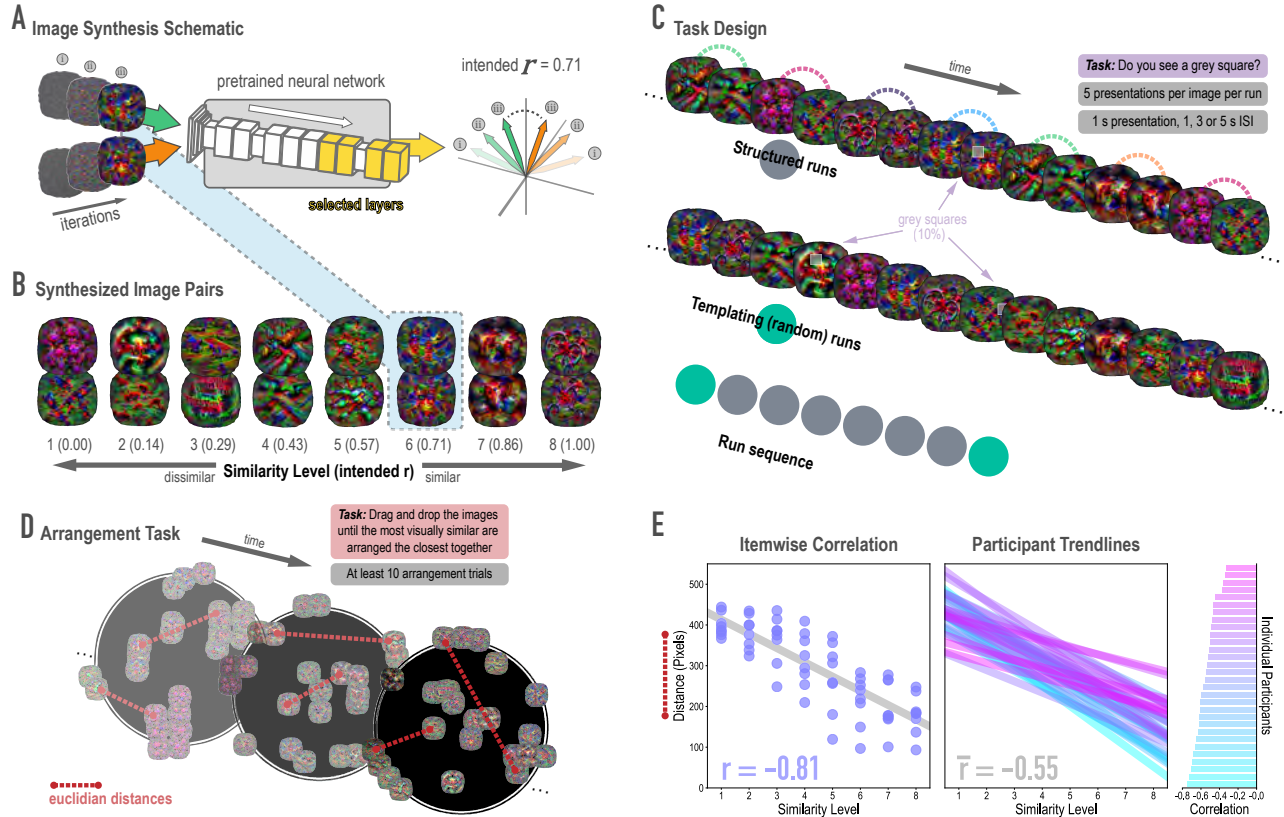 A Image Synthesis Schematic
i
ii
iii
pretrained neural network
intended r = 0.71
i
ii
iii
iii
ii
i
selected layers
iterations
B Synthesized Image Pairs
1 (0.00) 2 (0.14) 3 (0.29) 4 (0.43) 5 (0.57) 6 (0.71) 7 (0.86) 8 (1.00)
dissimilar Similarity Level (intended r) similar
C Task Design
time
Task: Do you see a grey square?
5 presentations per image per run
1 s presentation, 1, 3 or 5 s ISI
...
Structured runs
grey squares
(10%)
...
...
Templating (random) runs
...
Run sequence
D Arrangement Task
time
Task: Drag and drop the images
until the most visually similar are
arranged the closest together
At least 10 arrangement trials
...
...
euclidian distances
E
Itemwise Correlation
Distance (Pixels)
500
400
300
200
100
0
r = -0.81
1 2 3 4 5 6 7 8
Similarity Level
Participant Trendlines
r̅ = -0.55
1 2 3 4 5 6 7 8
Similarity Level
Individual Participants
-0.8 -0.6 -0.4 -0.2 -0.0
Correlation